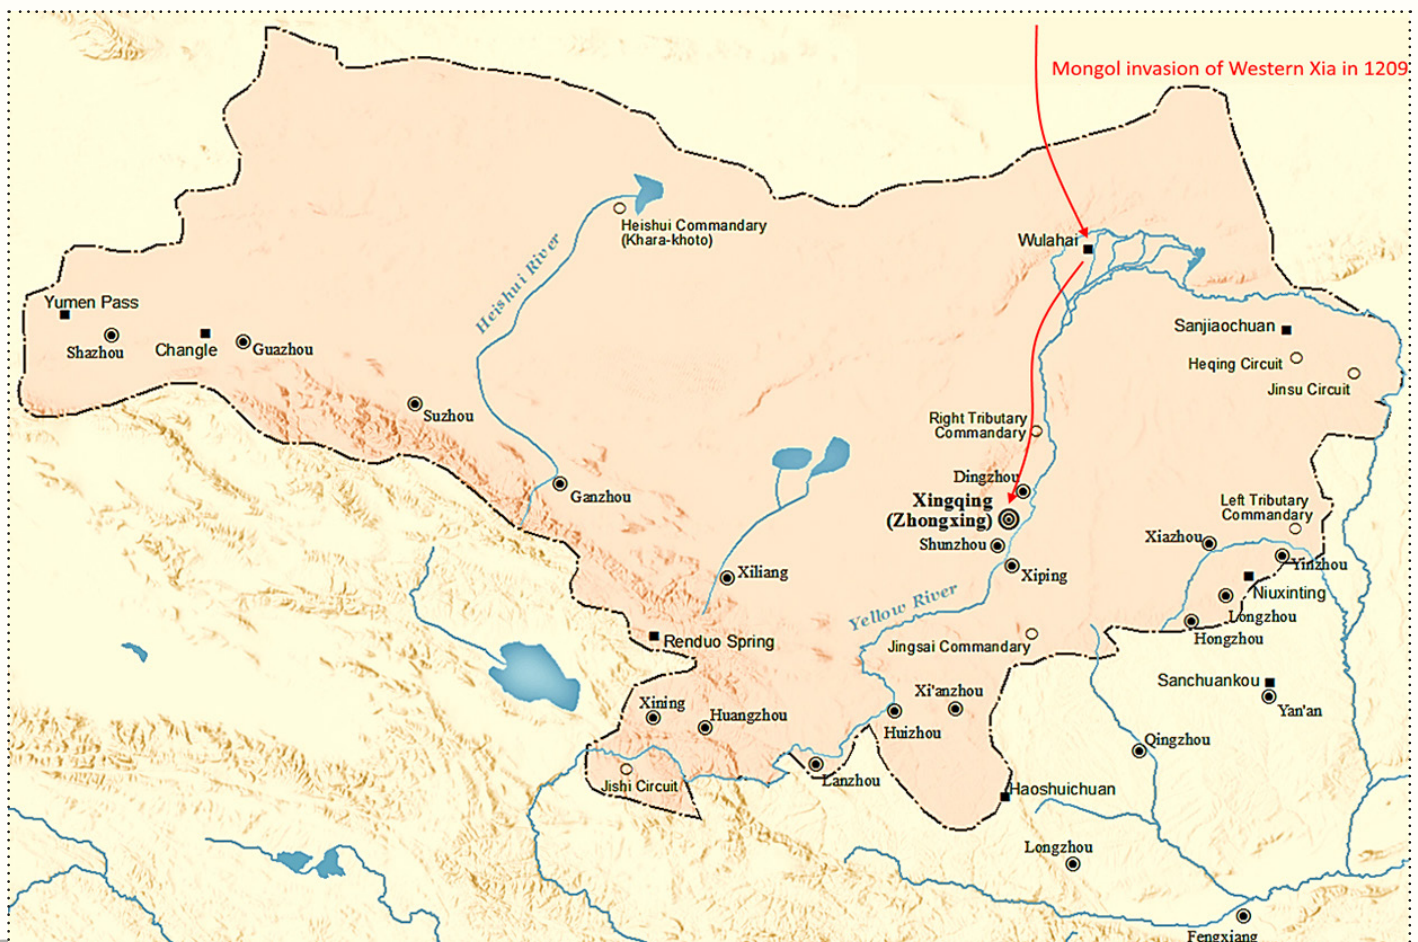 Mongol invasion of Western Xia in 1209
Heishui Commandary
(Khara-khoto)
Wulahai
Heishui River
Yumen Pass
Shazhou
Changle
Guazhou
Sanjiaochuan
Heqing Circuit
Jinsu Circuit
Suzhou
Right Tributary
Commandary
Ganzhou
Dingzhou
Xingqing
(Zhongxing)
Left Tributary
Commandary
Shunzhou
Xiazhou
Yinzhou
Xiliang
Xiping
Niuxinting
Yellow River
Longzhou
Hongzhou
Renduo Spring
Jingsai Commandary
Sanchuankou
Yan'an
Xining
Huangzhou
Xi'anzhou
Huizhou
Qingzhou
Jishi Circuit
Lanzhou
Haoshuichuan
Longzhou
Fengxiang